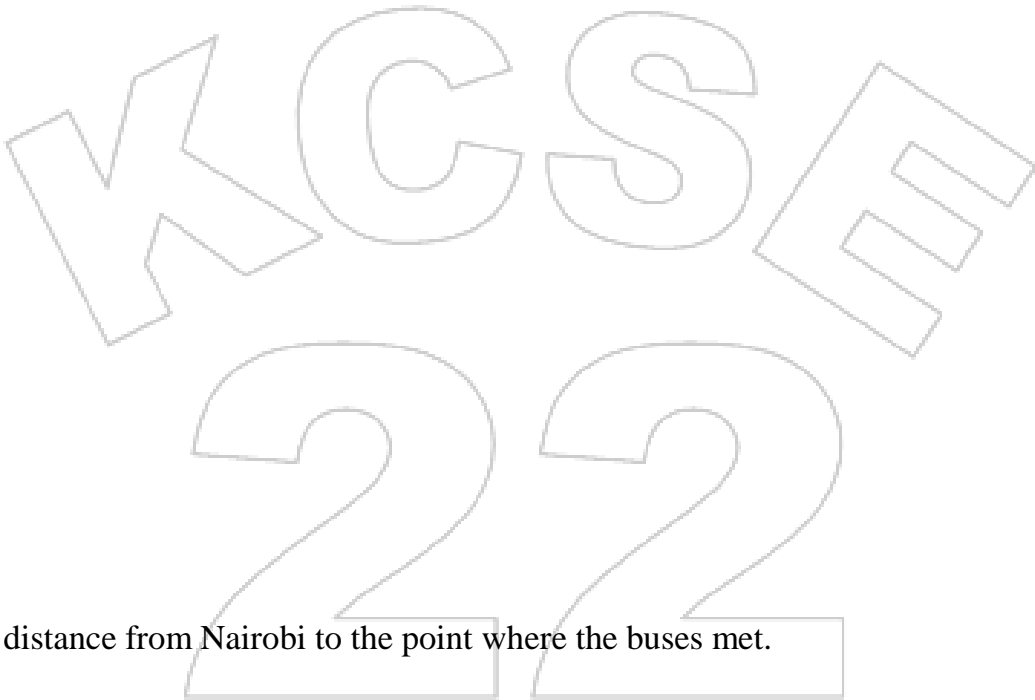 KCSE
22
distance from Nairobi to the point where the buses met.